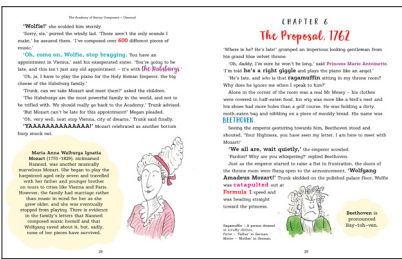 The Academy of Barmy Composers – Classical
'Wolfie!' she scolded him sternly.
'Sorry, sis,' purred the windy lad. 'Those aren't the only sounds I
make,' he assured them. 'I've composed over 600 different pieces of
music.'
'Oh, come on, Wolfie, stop bragging. You have an
appointment in Vienna,' said his exasperated sister. 'You're going to be
late, and this isn't just any old appointment – it's with the Habsburgs.'
'Ok, ja, I have to play the piano for the Holy Roman Emperor, the big
cheese of the Habsburg family.'
'Trunk, can we take Mozart and meet them?' asked the children.
'The Habsburgs are the most powerful family in the world, and not to
be trifled with. We should really go back to the Academy,' Trunk advised.
'But Mozart can't be late for this appointment!' Megan pleaded.
'Oh, very well, next stop Vienna, city of dreams,' Trunk said finally.
'YAAAAAAAAAAAAA!' Mozart celebrated as another bottom
burp snuck out.
Maria Anna Walburga Ignatia
Mozart (1751–1829), nicknamed
Nannerl, was another musically
marvellous Mozart. She began to play the
harpsichord aged only seven and travelled
with her father and younger brother
on tours to cities like Vienna and Paris.
However, the family had marriage rather
than music in mind for her as she
grew older, and she was eventually
stopped from playing. There is evidence
in the family's letters that Nannerl
composed music herself and that
Wolfgang raved about it, but, sadly,
none of her pieces have survived.
28
CHAPTER 6
The Proposal, 1762
'Where is he? He's late!' grumped an impatient looking gentleman from
his grand blue velvet throne.
'Oh, daddy, I'm sure he won't be long,' said Princess Marie Antoinette.
'I'm told he's a right giggle and plays the piano like an angel.'
'He's late, and who is that ragamuffin sitting in my throne room?
Why does he ignore me when I speak to him?'
Alone in the corner of the room was a real Mr Messy – his clothes
were covered in half-eaten food, his wig was more like a bird's nest and
his shoes had more holes than a golf course. He was holding a dirty,
moth-eaten bag and nibbling on a piece of mouldy bread. His name was
BEETHOVEN.
Seeing the emperor gesturing towards him, Beethoven stood and
shouted, 'Your Highness, you have seen my letter, I am here to meet with
Mozart!'
'We all are, wait quietly,' the emperor scowled.
'Pardon? Why are you whispering?' replied Beethoven.
Just as the emperor started to raise a fist in frustration, the doors of
the throne room were flung open to the announcement, 'Wolfgang
Amadeus Mozart!' Trunk skidded on the polished palace floor, Wolfie
was catapulted out at
Formula 1 speed and
was heading straight
toward the princess.
Beethoven is
pronounced
Bay-toh-ven.
Ragamuffin – A person dressed
in scruffy clothes.
29